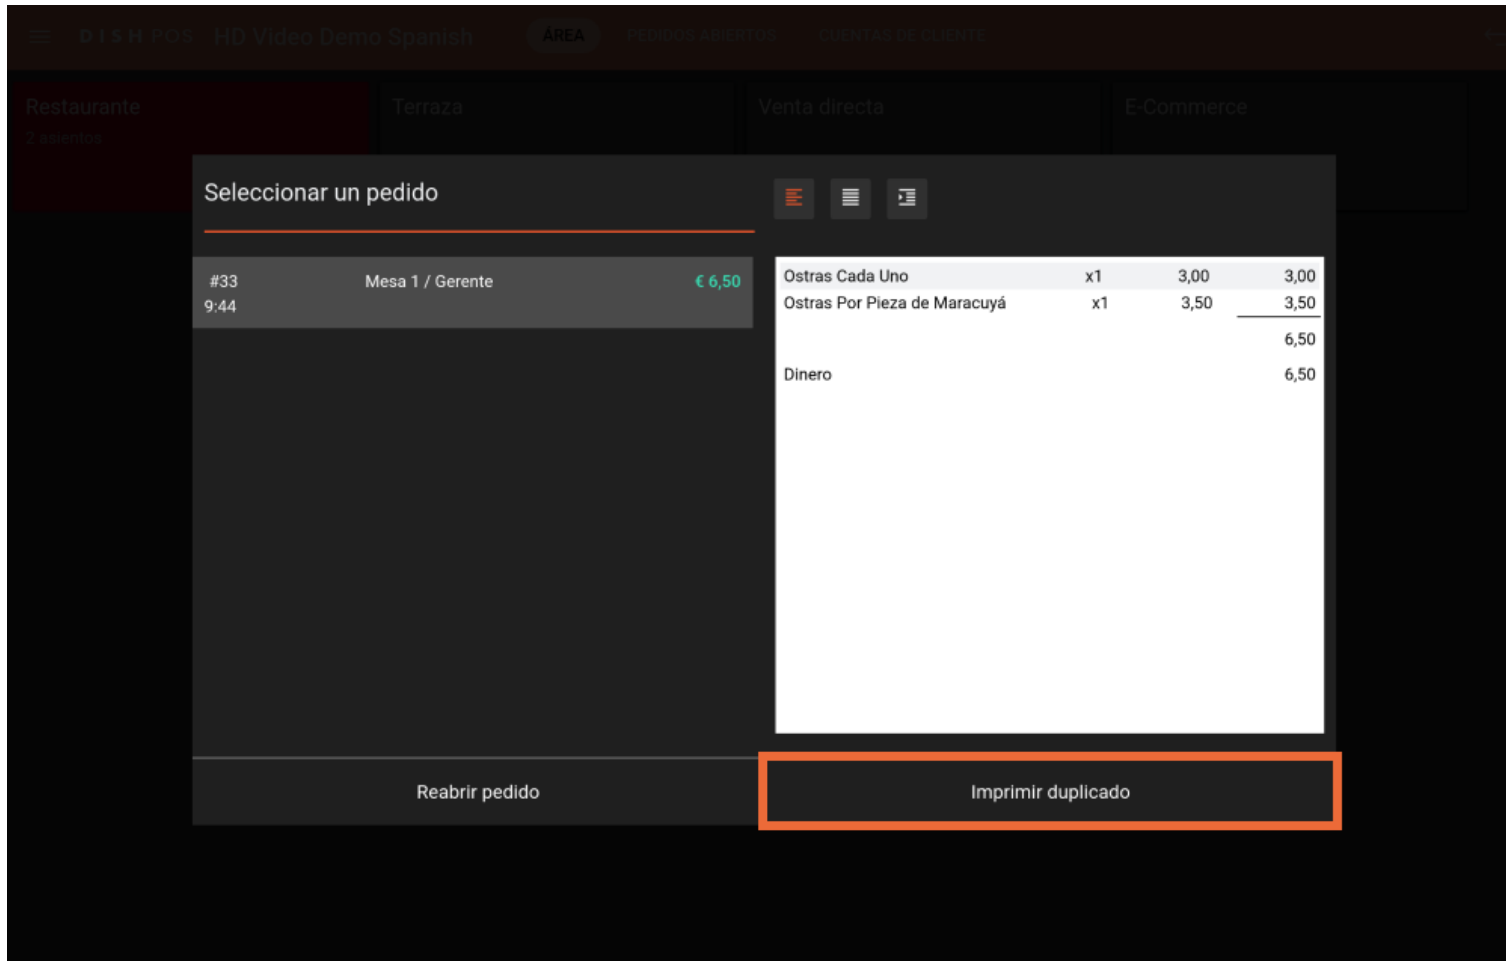 DISH POS HD Video Demo Spanish ÁREA PEDIDOS ABIERTOS CUENTAS DE CLIENTE
Restaurante Terraza Venta directa E-Commerce
2 asientos
Seleccionar un pedido
#33 Mesa 1 / Gerente € 6,50
9:44
Ostras Cada Uno x1 3,00 3,00
Ostras Por Pieza de Maracuyá x1 3,50 3,50
6,50
Dinero 6,50
Reabrir pedido Imprimir duplicado